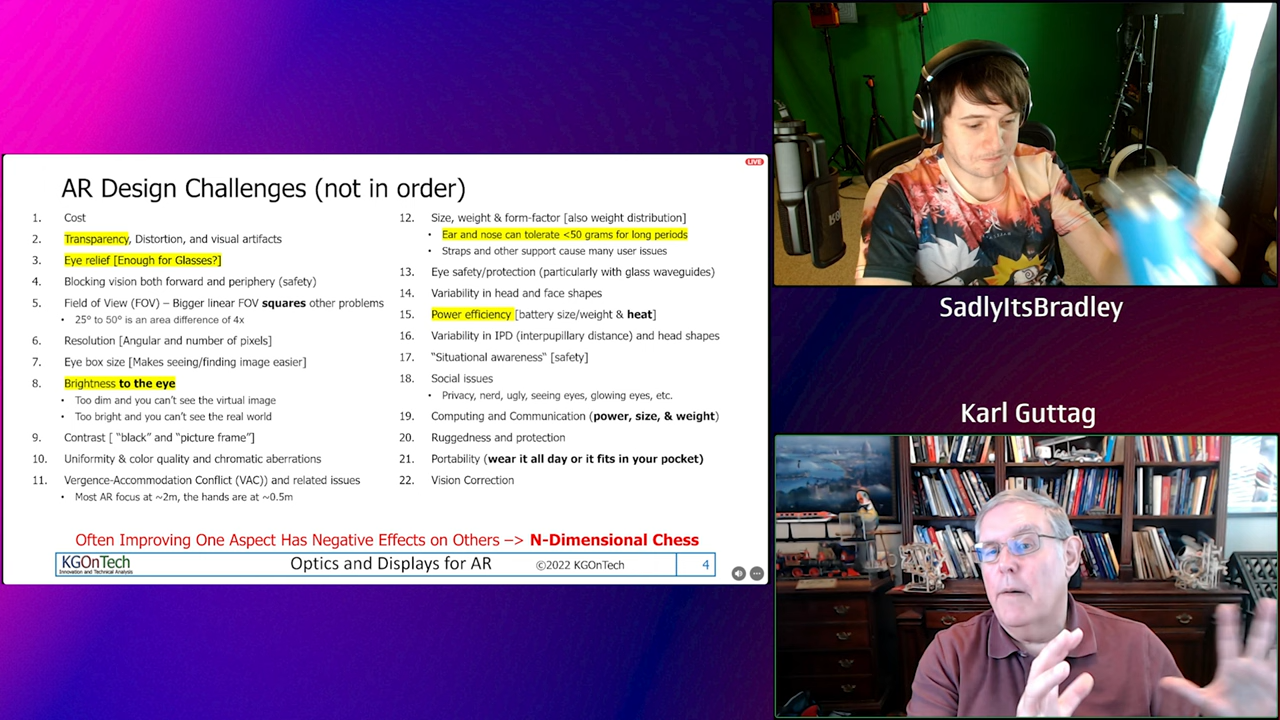 LIVE
AR Design Challenges (not in order)
1. Cost
2. Transparency, Distortion, and visual artifacts
3. Eye relief [Enough for Glasses?]
4. Blocking vision both forward and periphery (safety)
5. Field of View (FOV) – Bigger linear FOV squares other problems
• 25° to 50° is an area difference of 4x
6. Resolution [Angular and number of pixels]
7. Eye box size [Makes seeing/finding image easier]
8. Brightness to the eye
• Too dim and you can't see the virtual image
• Too bright and you can't see the real world
9. Contrast [ "black" and "picture frame"]
10. Uniformity & color quality and chromatic aberrations
11. Vergence-Accommodation Conflict (VAC)) and related issues
• Most AR focus at ~2m, the hands are at ~0.5m
12. Size, weight & form-factor [also weight distribution]
• Ear and nose can tolerate <50 grams for long periods
• Straps and other support cause many user issues
13. Eye safety/protection (particularly with glass waveguides)
14. Variability in head and face shapes
15. Power efficiency [battery size/weight & heat]
16. Variability in IPD (interpupillary distance) and head shapes
17. "Situational awareness" [safety]
18. Social issues
• Privacy, nerd, ugly, seeing eyes, glowing eyes, etc.
19. Computing and Communication (power, size, & weight)
20. Ruggedness and protection
21. Portability (wear it all day or it fits in your pocket)
22. Vision Correction
Often Improving One Aspect Has Negative Effects on Others –> N-Dimensional Chess
KGOnTech
Innovation and Technical Analysis
Optics and Displays for AR
©2022 KGOnTech
4
SadlyItsBradley
Karl Guttag